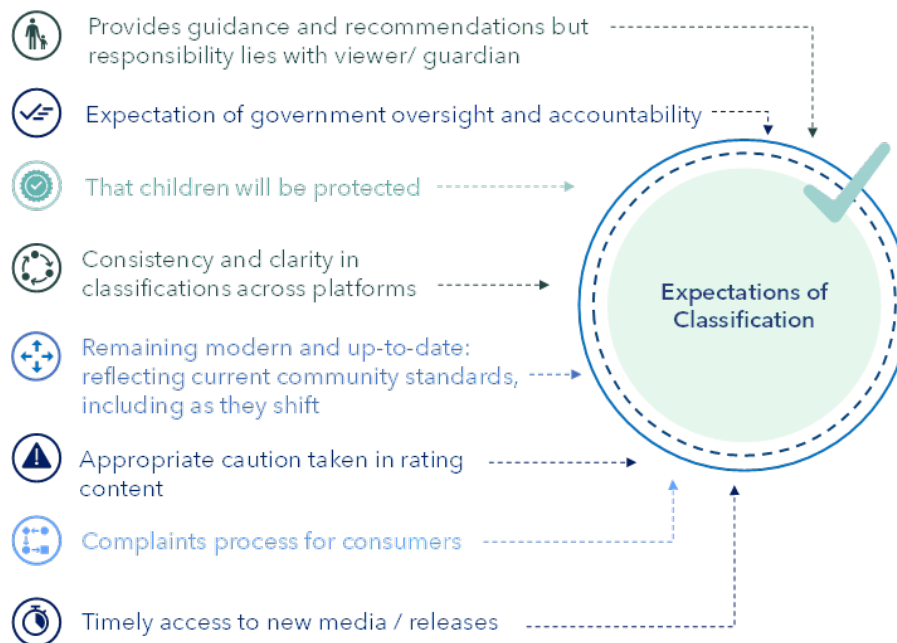 Provides guidance and recommendations but
responsibility lies with viewer/ guardian
Expectation of government oversight and accountability
That children will be protected
Consistency and clarity in
classifications across platforms
Remaining modern and up-to-date:
reflecting current community standards,
including as they shift
Appropriate caution taken in rating
content
Complaints process for consumers
Timely access to new media / releases
Expectations of
Classification